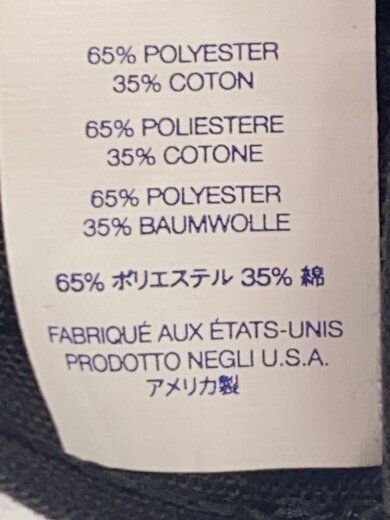 65% POLYESTER
35% COTON
65% POLIESTERE
35% COTONE
65% POLYESTER
35% BAUMWOLLE
65% ポリエステル 35% 綿
FABRIQUÉ AUX ÉTATS-UNIS
PRODOTTO NEGLI U.S.A.
アメリカ製